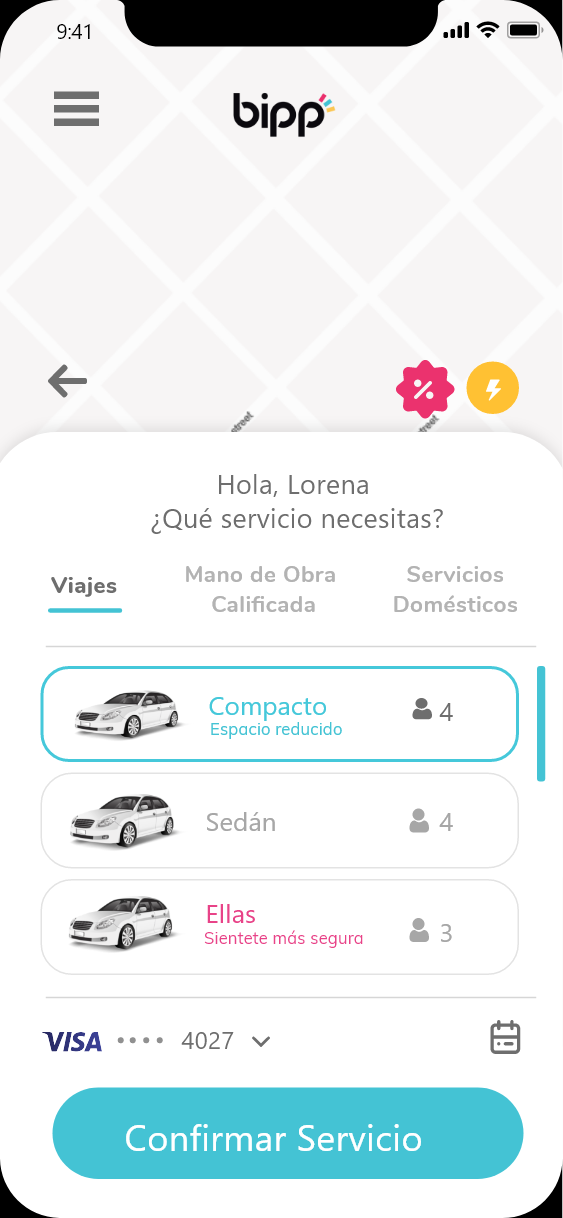 9:41
bipp
street
street
Hola, Lorena
¿Qué servicio necesitas?
Viajes
Mano de Obra
Calificada
Servicios
Domésticos
Compacto
Espacio reducido
4
Sedán
4
Ellas
Sientete más segura
3
VISA •••• 4027
Confirmar Servicio